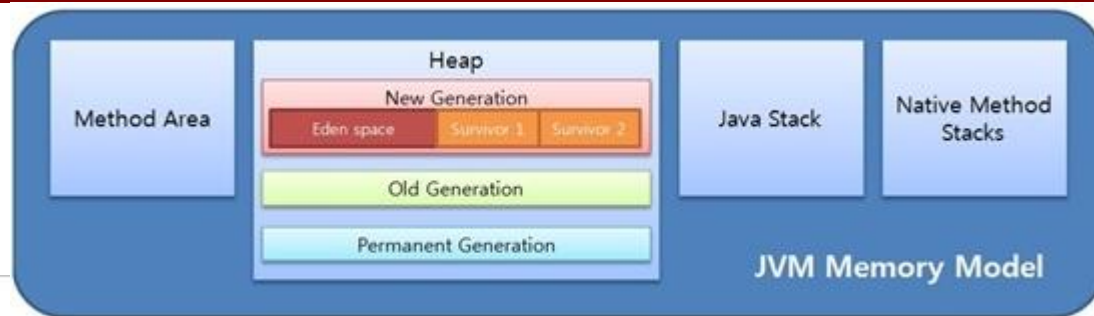 Method Area
Heap
New Generation
Eden space
Survivor 1
Survivor 2
Old Generation
Permanent Generation
Java Stack
Native Method
Stacks
JVM Memory Model